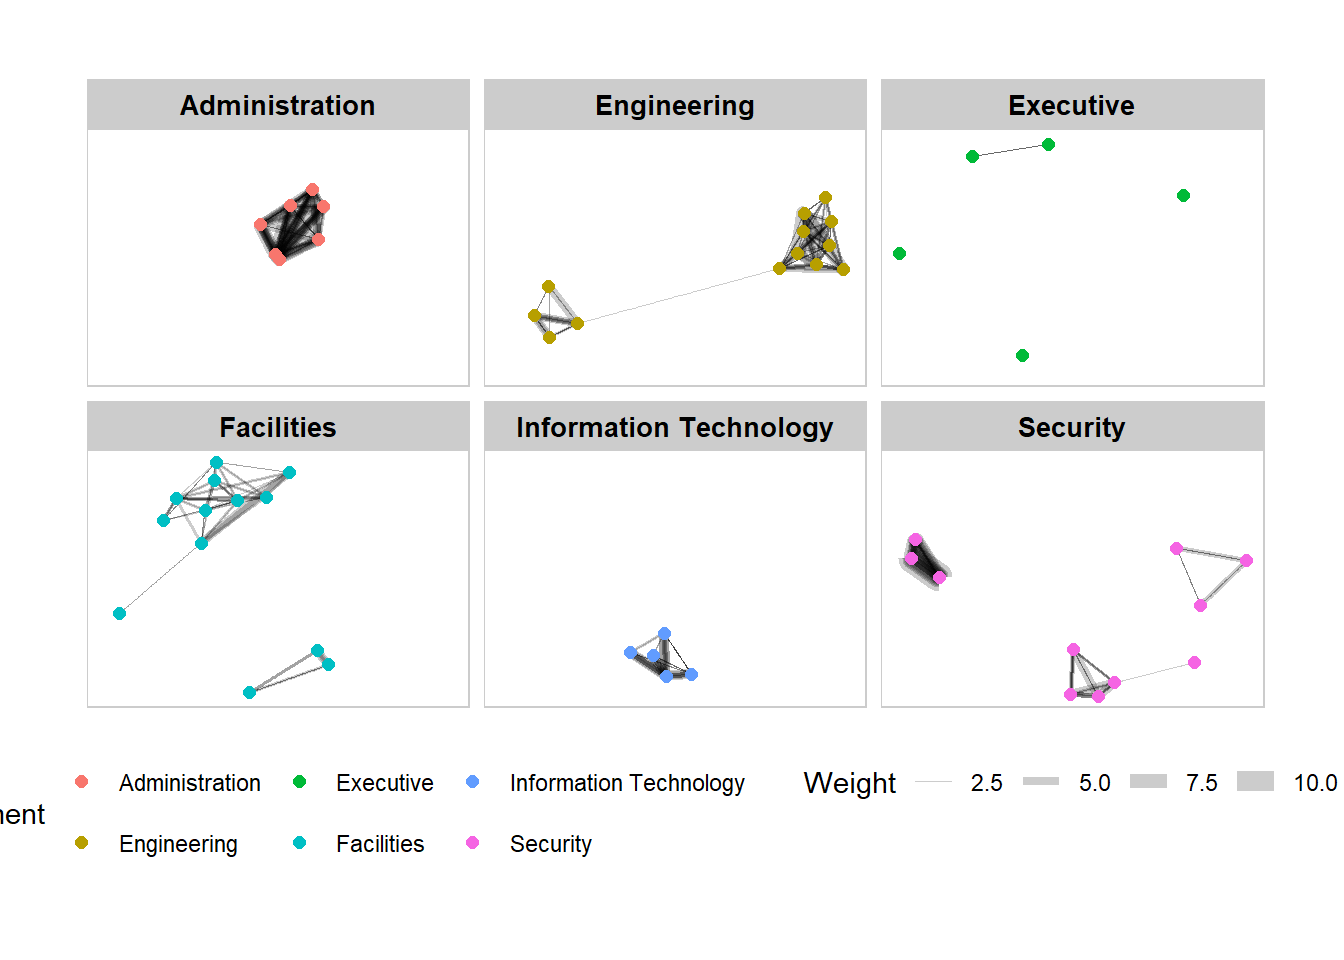 Administration
Engineering
Executive
Facilities
Information Technology
Security
Administration
Executive
Information Technology
Engineering
Facilities
Security
Weight
2.5
5.0
7.5
10.0